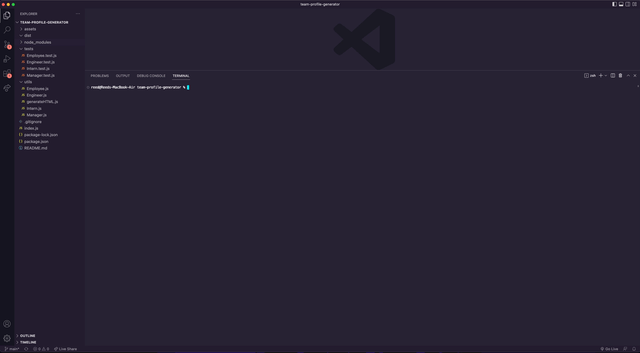 team-profile-generator
EXPLORER
TEAM-PROFILE-GENERATOR
assets
dist
node_modules
tests
Employee.test.js
Engineer.test.js
Intern.test.js
Manager.test.js
utils
Employee.js
Engineer.js
generateHTML.js
Intern.js
Manager.js
.gitignore
index.js
package-lock.json
package.json
README.md
PROBLEMS
OUTPUT
DEBUG CONSOLE
TERMINAL
zsh
reed@Reeds-MacBook-Air team-profile-generator %
OUTLINE
TIMELINE
main*
0
0
Live Share
Go Live